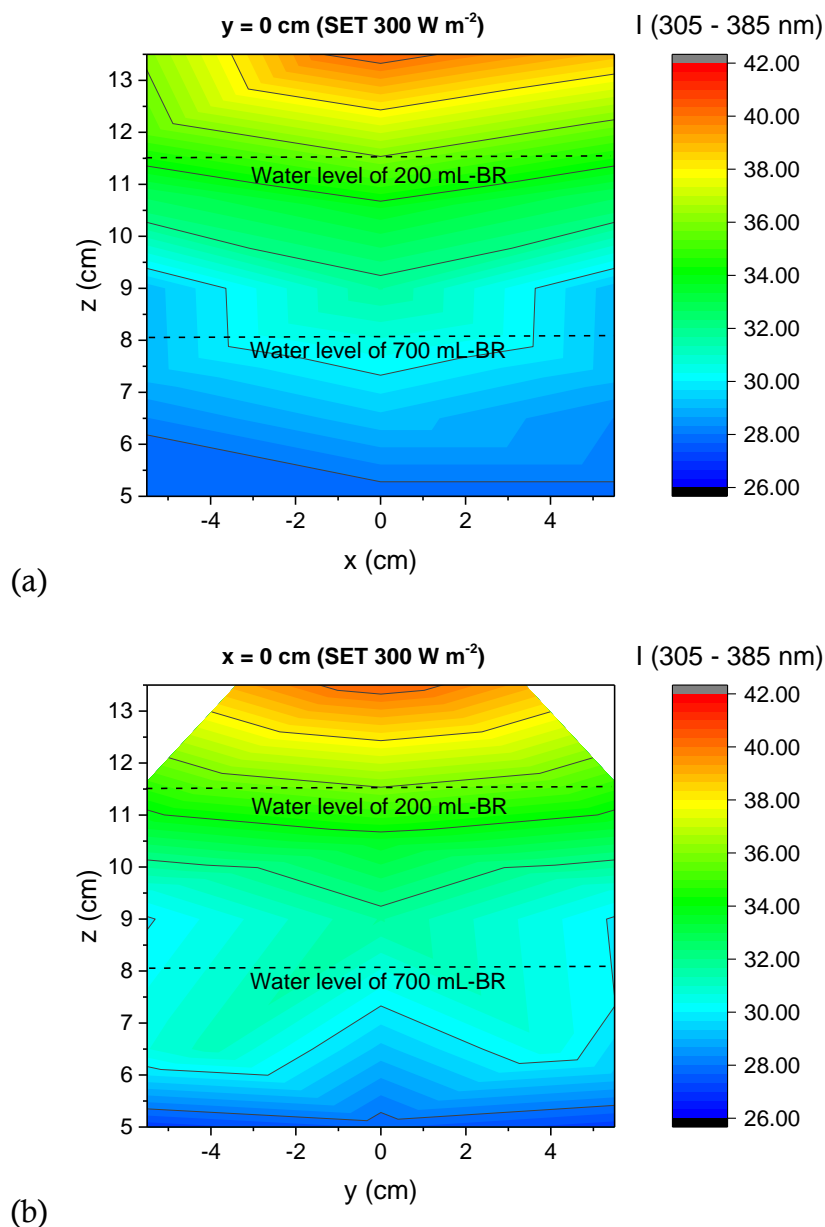 y = 0 cm (SET 300 W m⁻²)
I (305 - 385 nm)
13
12
11
10
9
8
7
6
5
z (cm)
Water level of 200 mL-BR
Water level of 700 mL-BR
-4 -2 0 2 4
x (cm)
42.00
40.00
38.00
36.00
34.00
32.00
30.00
28.00
26.00
(a)
x = 0 cm (SET 300 W m⁻²)
I (305 - 385 nm)
13
12
11
10
9
8
7
6
5
z (cm)
Water level of 200 mL-BR
Water level of 700 mL-BR
-4 -2 0 2 4
y (cm)
42.00
40.00
38.00
36.00
34.00
32.00
30.00
28.00
26.00
(b)